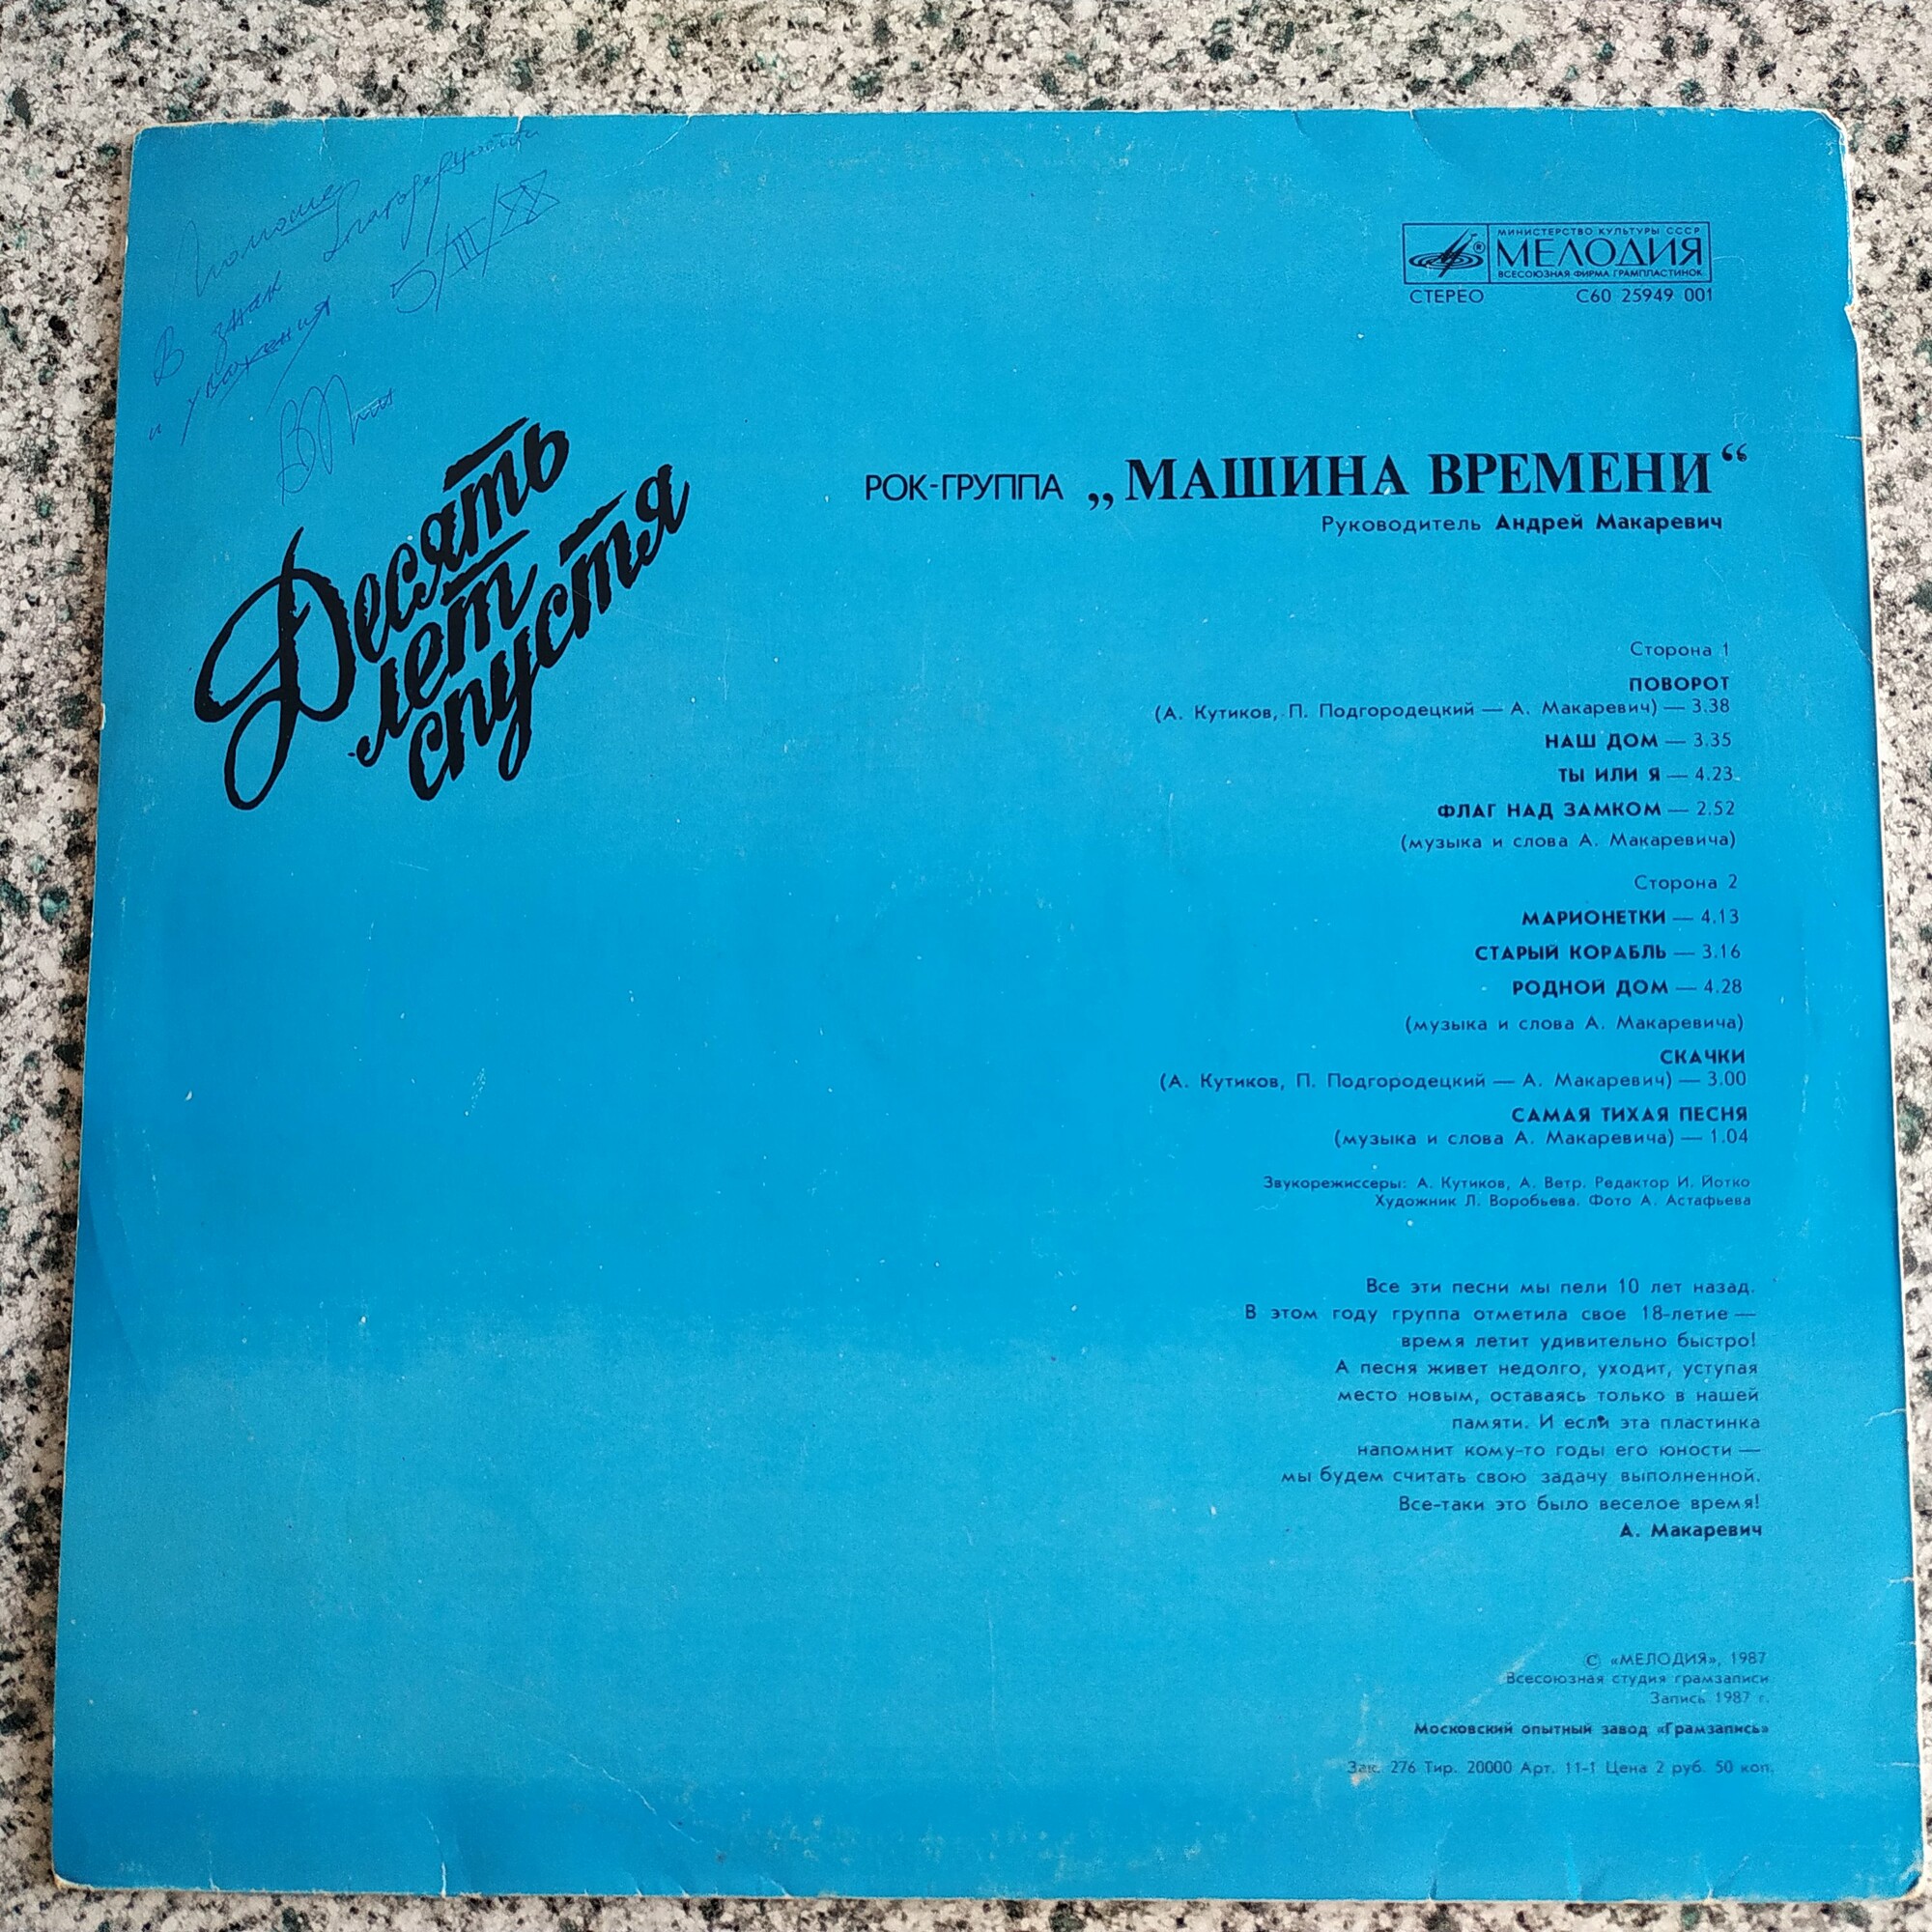 В знак благодарности
и уважения
МИНИСТЕРСТВО КУЛЬТУРЫ СССР
МЕЛОДИЯ
ВСЕСОЮЗНАЯ ФИРМА ГРАМПЛАСТИНОК
СТЕРЕО С60 25949 001
Десять
лет
спустя
РОК-ГРУППА „МАШИНА ВРЕМЕНИ“
Руководитель Андрей Макаревич
Сторона 1
ПОВОРОТ
(А. Кутиков, П. Подгородецкий — А. Макаревич) — 3.38
НАШ ДОМ — 3.35
ТЫ ИЛИ Я — 4.23
ФЛАГ НАД ЗАМКОМ — 2.52
(музыка и слова А. Макаревича)
Сторона 2
МАРИОНЕТКИ — 4.13
СТАРЫЙ КОРАБЛЬ — 3.16
РОДНОЙ ДОМ — 4.28
(музыка и слова А. Макаревича)
СКАЧКИ
(А. Кутиков, П. Подгородецкий — А. Макаревич) — 3.00
САМАЯ ТИХАЯ ПЕСНЯ
(музыка и слова А. Макаревича) — 1.04
Звукорежиссеры: А. Кутиков, А. Ветр. Редактор И. Йотко
Художник Л. Воробьева. Фото А. Астафьева
Все эти песни мы пели 10 лет назад.
В этом году группа отметила свое 18-летие —
время летит удивительно быстро!
А песня живет недолго, уходит, уступая
место новым, оставаясь только в нашей
памяти. И если эта пластинка
напомнит кому-то годы его юности —
мы будем считать свою задачу выполненной.
Все-таки это было веселое время!
А. Макаревич
© «МЕЛОДИЯ», 1987
Всесоюзная студия грамзаписи
Запись 1987 г.
Московский опытный завод «Грамзапись»
Зак. 276 Тир. 20000 Арт. 11-1 Цена 2 руб. 50 коп.